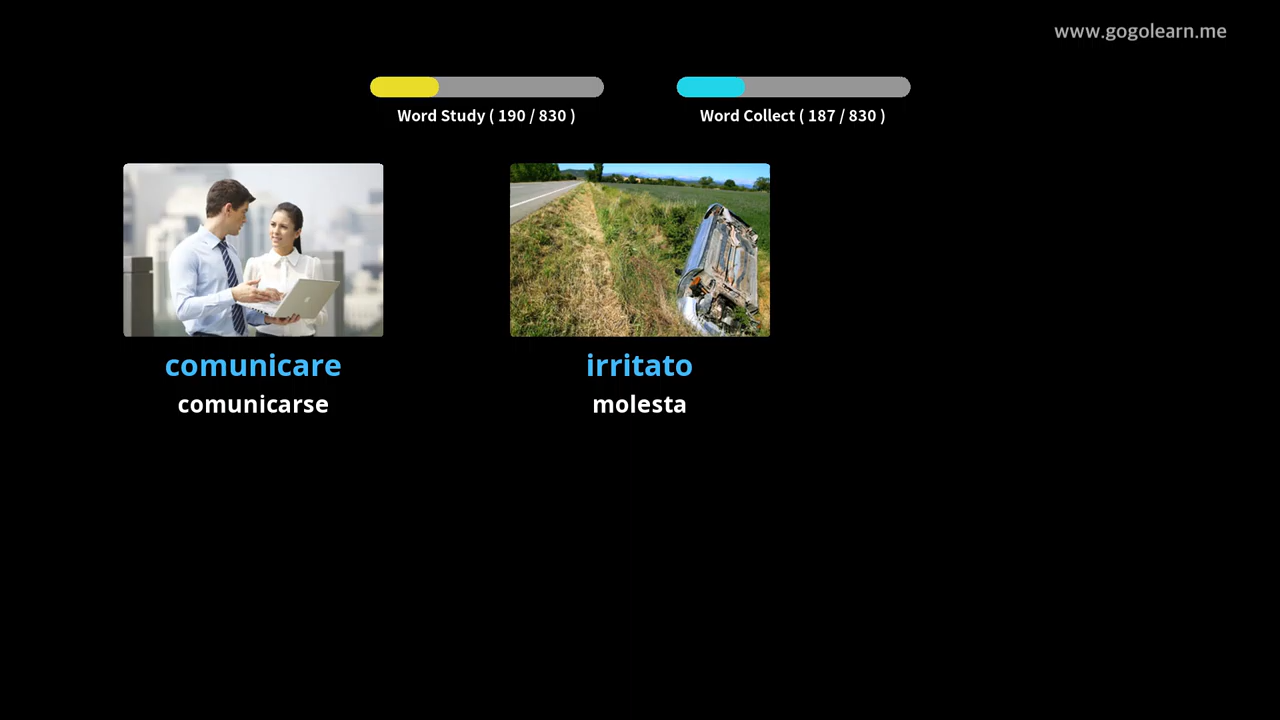 www.gogolearn.me
Word Study ( 190 / 830 )
Word Collect ( 187 / 830 )
comunicare
comunicarse
irritato
molesta